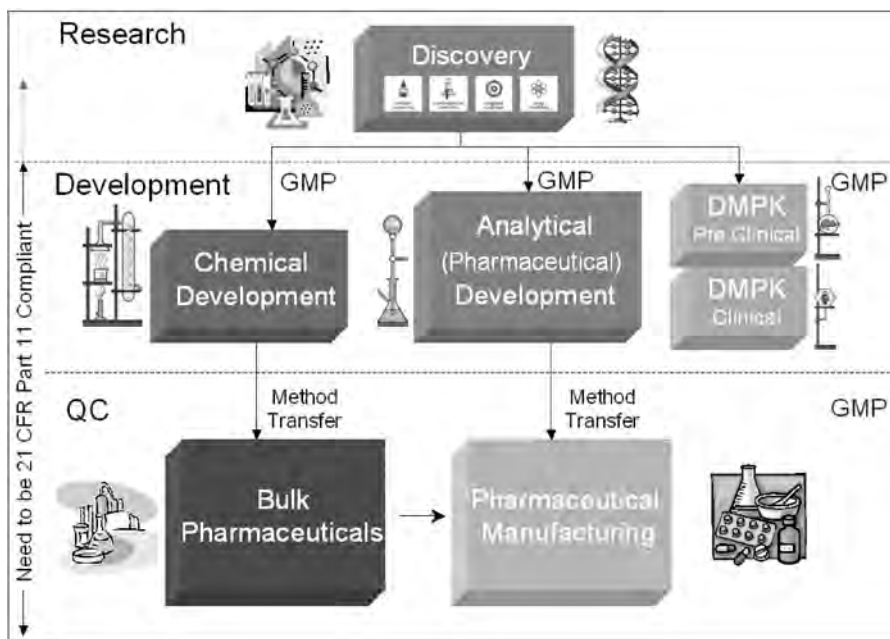 Research
Discovery
Development
GMP
GMP
GMP
Chemical
Development
Analytical
(Pharmaceutical)
Development
DMPK
Pre Clinical
DMPK
Clinical
Need to be 21 CFR Part 11 Compliant
QC
Method
Transfer
Method
Transfer
GMP
Bulk
Pharmaceuticals
Pharmaceutical
Manufacturing